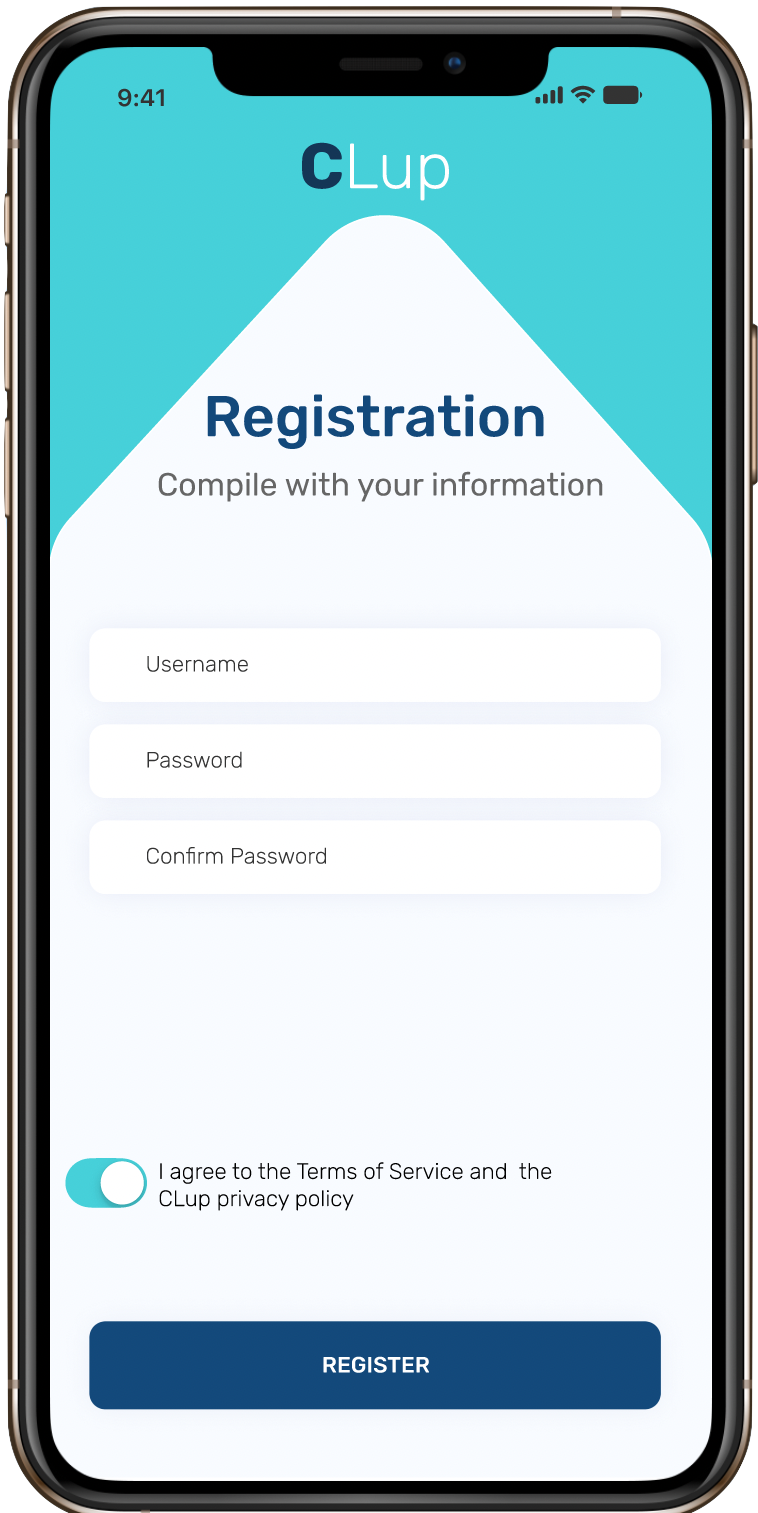 9:41
CLup
Registration
Compile with your information
Username
Password
Confirm Password
I agree to the Terms of Service and  the
CLup privacy policy
REGISTER